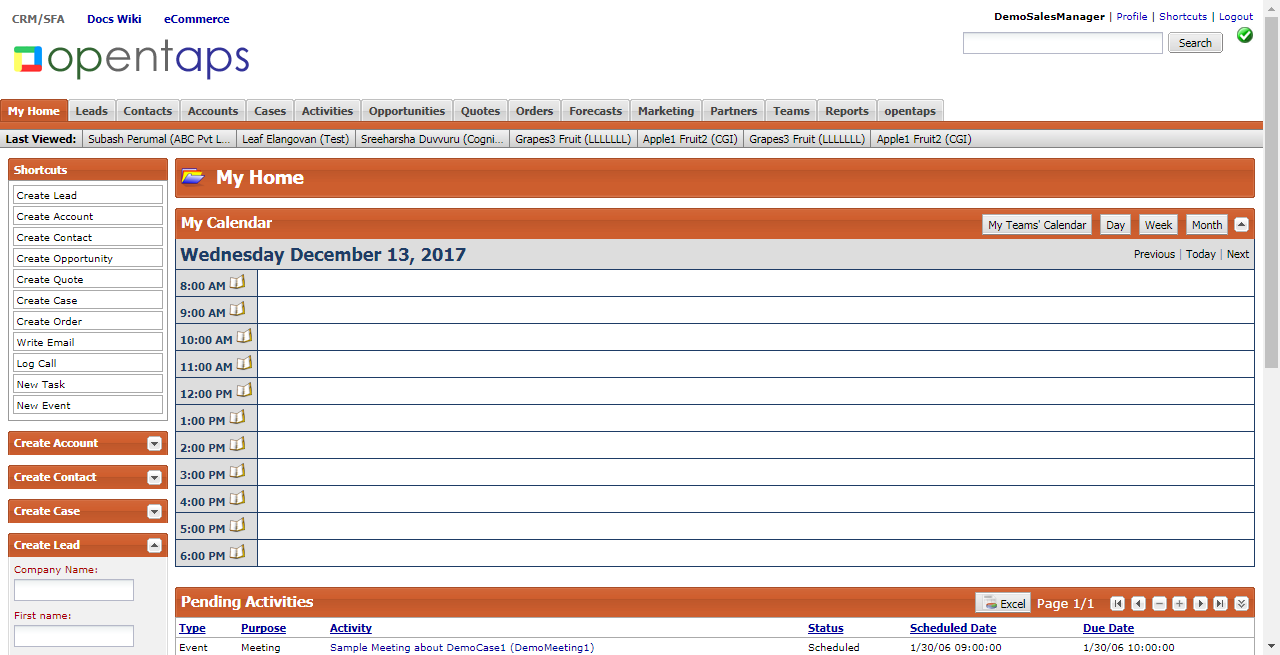 CRM/SFA Docs Wiki eCommerce
DemoSalesManager | Profile | Shortcuts | Logout
Search
opentaps
My Home Leads Contacts Accounts Cases Activities Opportunities Quotes Orders Forecasts Marketing Partners Teams Reports opentaps
Last Viewed: Subash Perumal (ABC Pvt L... Leaf Elangovan (Test) Sreeharsha Duvvuru (Cogni... Grapes3 Fruit (LLLLLLL) Apple1 Fruit2 (CGI) Grapes3 Fruit (LLLLLLL) Apple1 Fruit2 (CGI)
Shortcuts
Create Lead
Create Account
Create Contact
Create Opportunity
Create Quote
Create Case
Create Order
Write Email
Log Call
New Task
New Event
Create Account
Create Contact
Create Case
Create Lead
Company Name:
First name:
My Home
My Calendar
My Teams' Calendar Day Week Month
Wednesday December 13, 2017
Previous | Today | Next
8:00 AM
9:00 AM
10:00 AM
11:00 AM
12:00 PM
1:00 PM
2:00 PM
3:00 PM
4:00 PM
5:00 PM
6:00 PM
Pending Activities
Excel Page 1/1
Type Purpose Activity Status Scheduled Date Due Date
Event Meeting Sample Meeting about DemoCase1 (DemoMeeting1) Scheduled 1/30/06 09:00:00 1/30/06 10:00:00